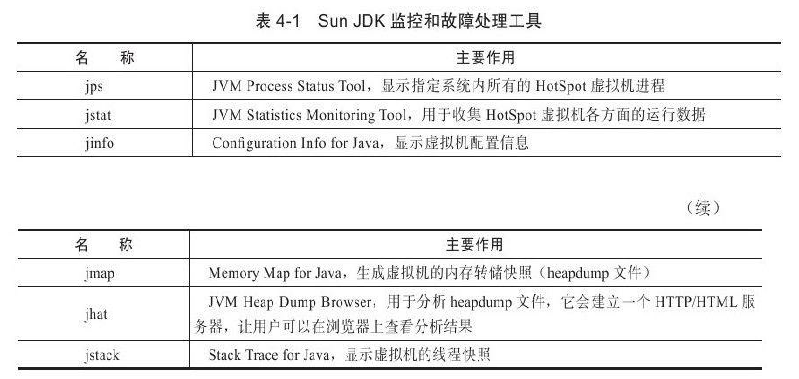 表 4-1 Sun JDK 监控和故障处理工具
名 称 主要作用
jps JVM Process Status Tool，显示指定系统内所有的 HotSpot 虚拟机进程
jstat JVM Statistics Monitoring Tool，用于收集 HotSpot 虚拟机各方面的运行数据
jinfo Configuration Info for Java，显示虚拟机配置信息
（续）
名 称 主要作用
jmap Memory Map for Java，生成虚拟机的内存转储快照（heapdump 文件）
jhat JVM Heap Dump Browser，用于分析 heapdump 文件，它会建立一个 HTTP/HTML 服
务器，让用户可以在浏览器上查看分析结果
jstack Stack Trace for Java，显示虚拟机的线程快照